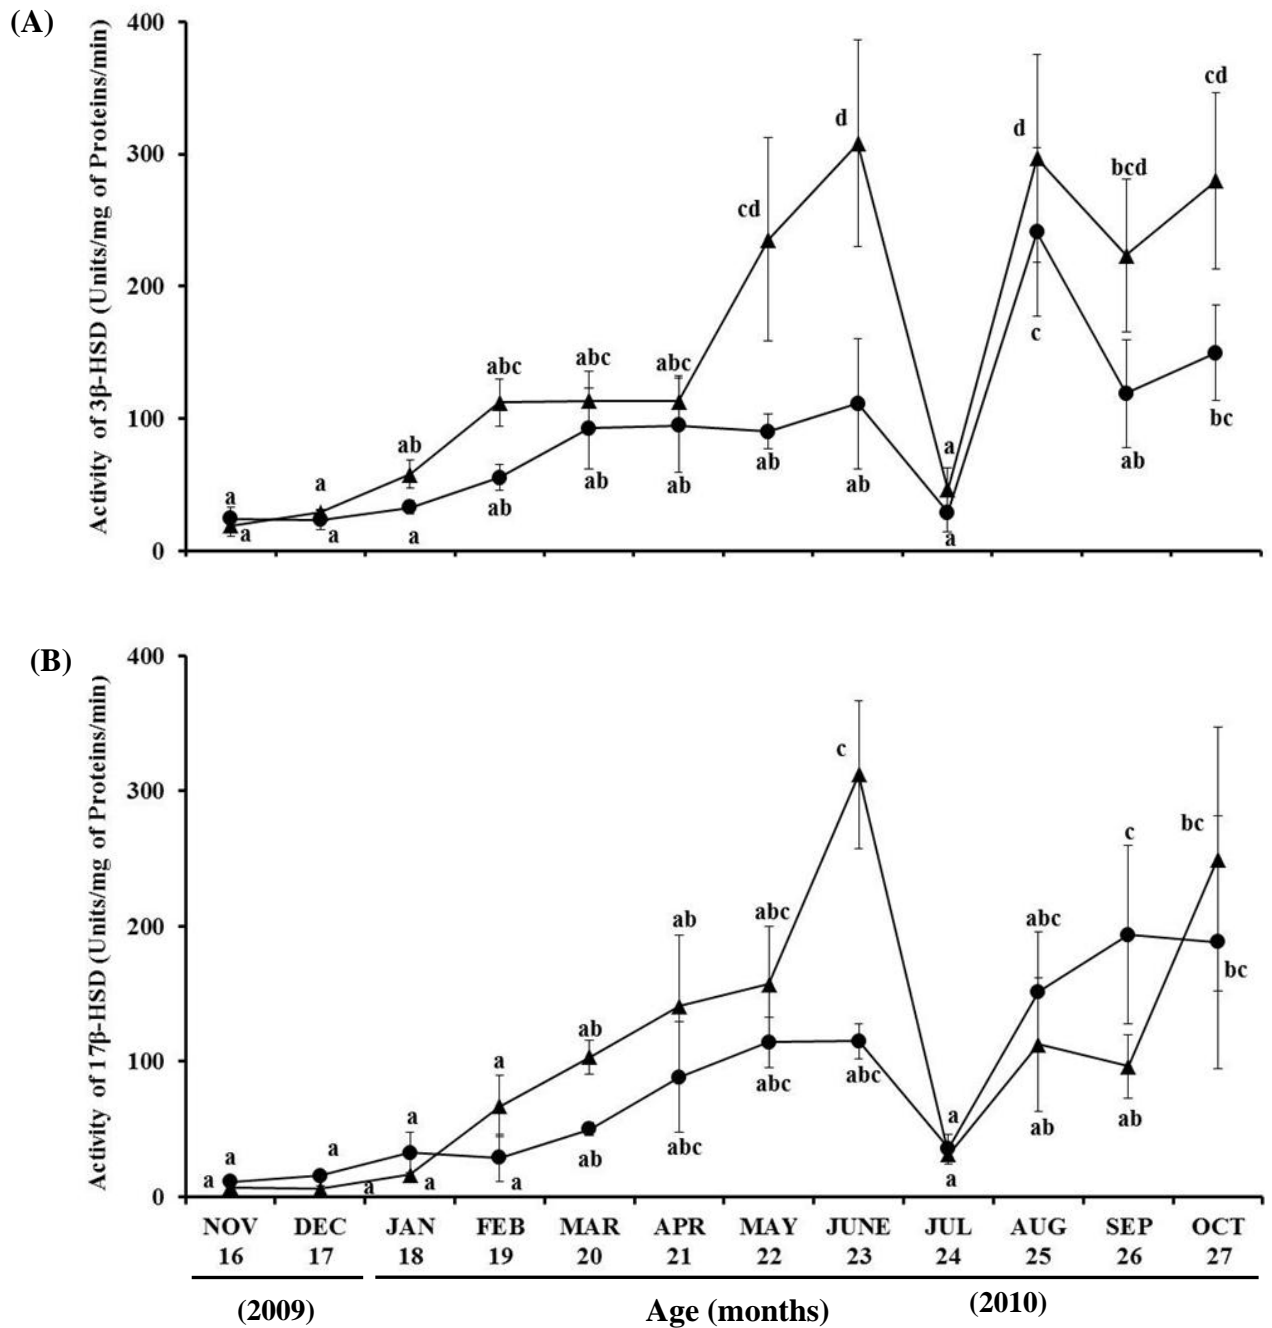 (A)
Activity of 3β-HSD (Units/mg of Proteins/min)
400
300
200
100
0
a
a
a
a
ab
a
abc
ab
abc
ab
abc
ab
cd
ab
d
ab
a
a
d
c
bcd
ab
cd
bc
(B)
Activity of 17β-HSD (Units/mg of Proteins/min)
400
300
200
100
0
a
a
a
a
a
a
a
a
ab
ab
ab
abc
abc
abc
c
abc
a
a
abc
ab
c
ab
bc
bc
NOV DEC JAN FEB MAR APR MAY JUNE JUL AUG SEP OCT
16 17 18 19 20 21 22 23 24 25 26 27
(2009) Age (months) (2010)